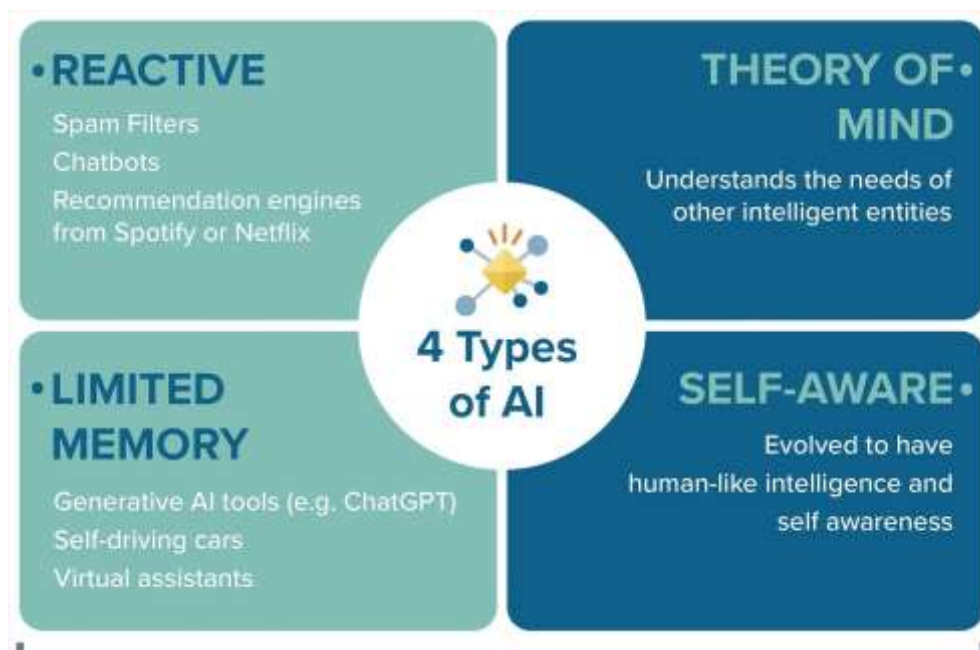 • REACTIVE
Spam Filters
Chatbots
Recommendation engines
from Spotify or Netflix
THEORY OF •
MIND
Understands the needs of
other intelligent entities
4 Types
of AI
• LIMITED
MEMORY
Generative AI tools (e.g. ChatGPT)
Self-driving cars
Virtual assistants
SELF-AWARE •
Evolved to have
human-like intelligence and
self awareness